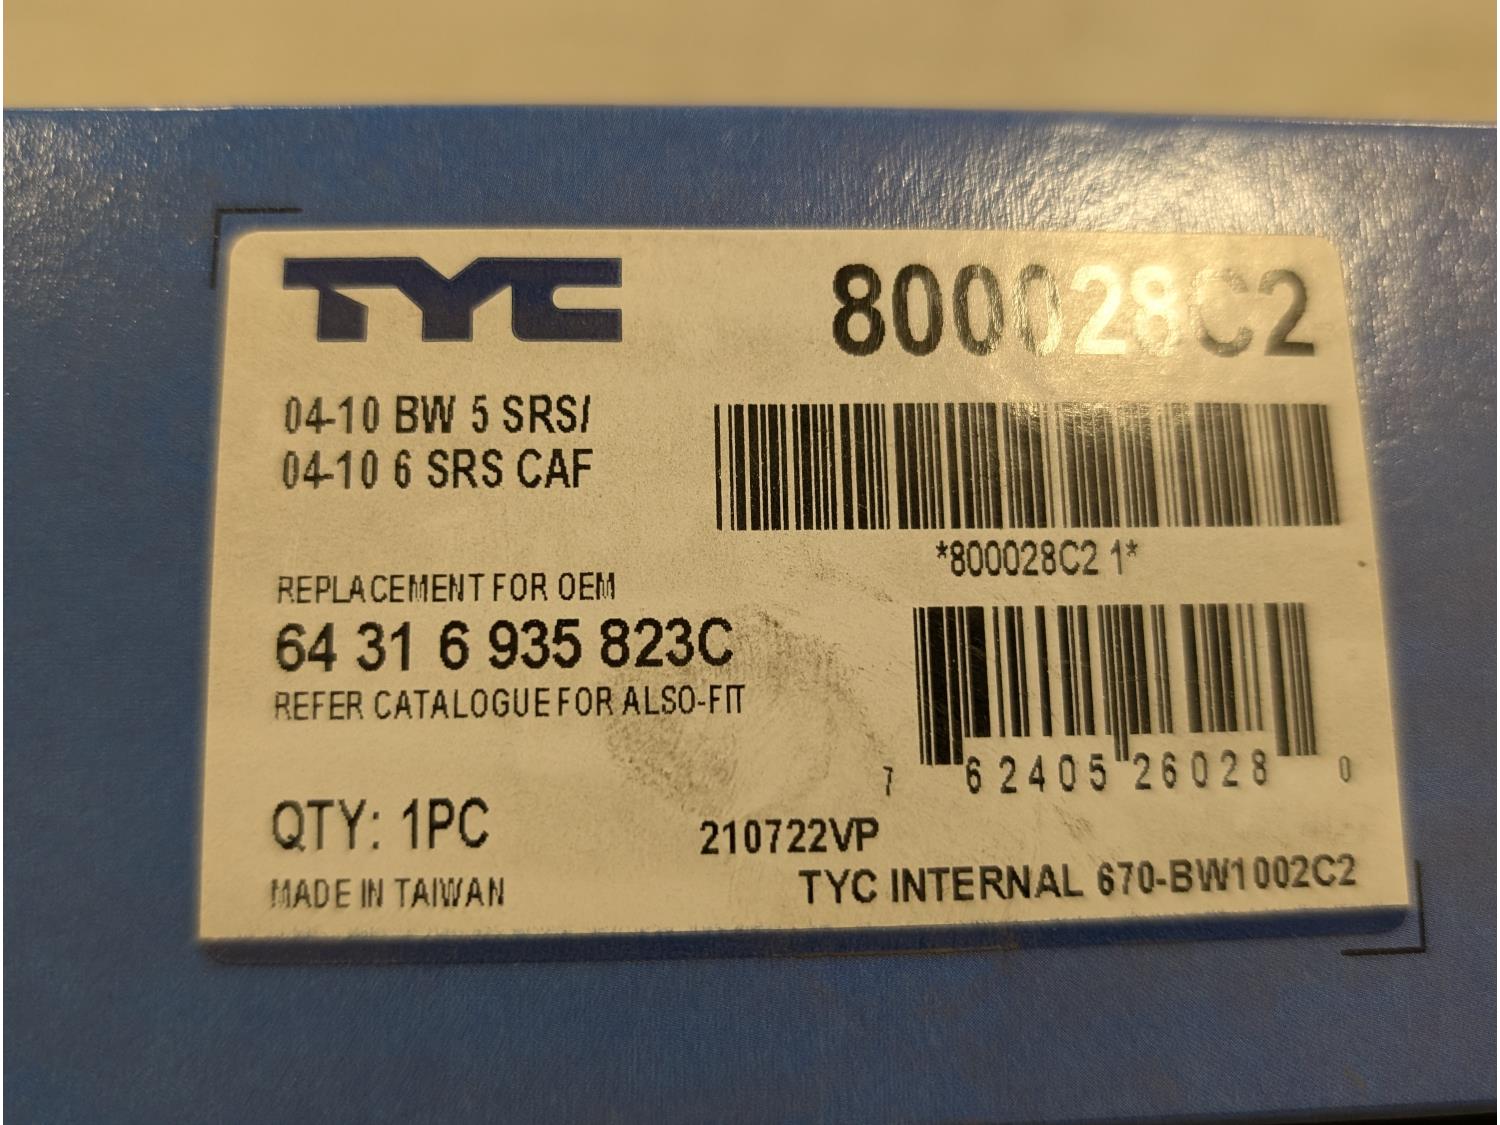 TYC
800028C2
04-10 BW 5 SRS/
04-10 6 SRS CAF
*800028C2 1*
REPLACEMENT FOR OEM
64 31 6 935 823C
REFER CATALOGUE FOR ALSO-FIT
7 62405 26028 0
QTY: 1PC
210722VP
MADE IN TAIWAN
TYC INTERNAL 670-BW1002C2